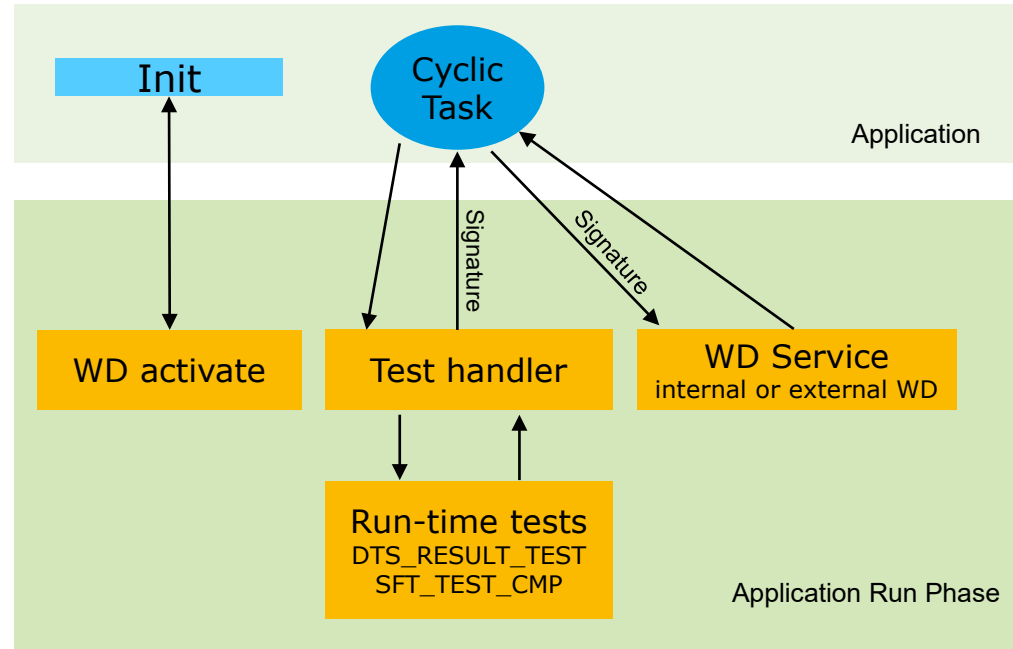 Init
Cyclic
Task
Application
Signature
Signature
WD activate
Test handler
WD Service
internal or external WD
Run-time tests
DTS_RESULT_TEST
SFT_TEST_CMP
Application Run Phase